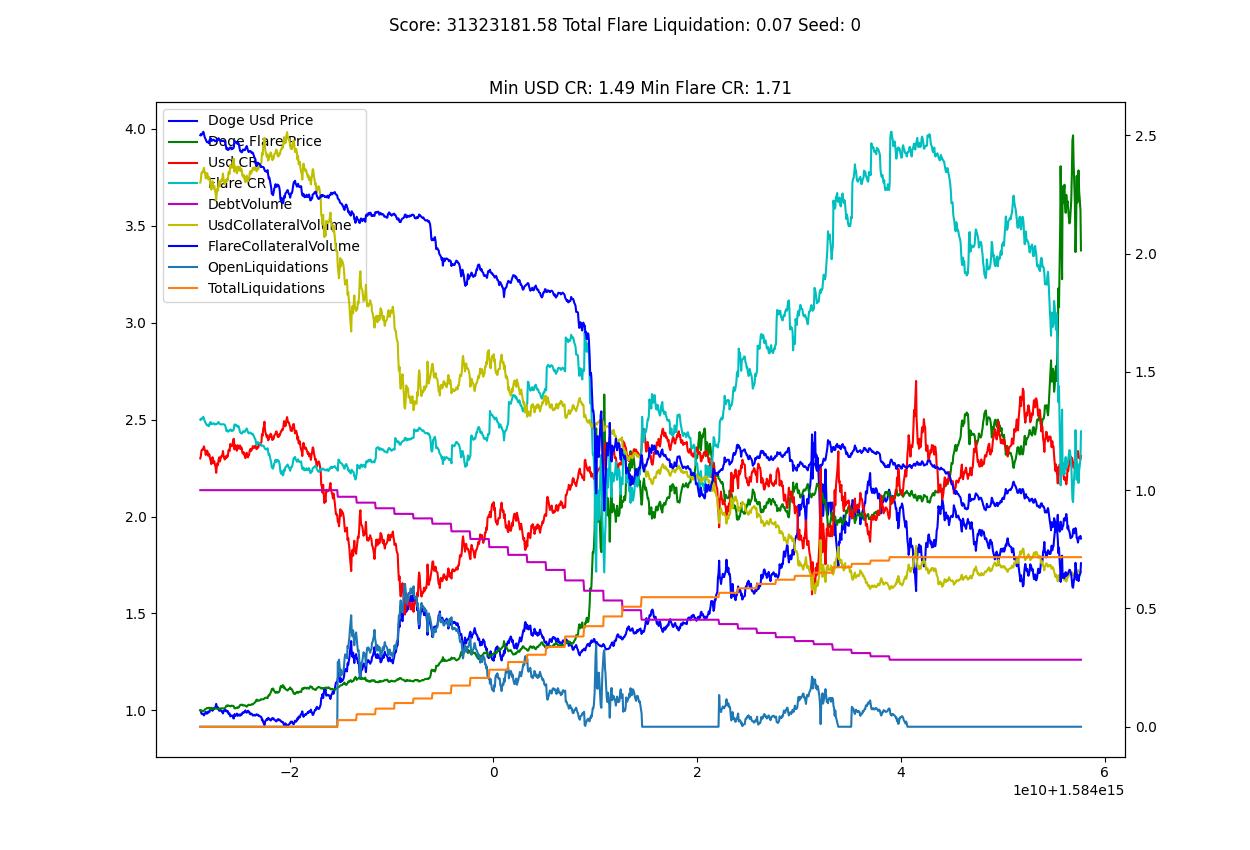 Score: 31323181.58 Total Flare Liquidation: 0.07 Seed: 0
Min USD CR: 1.49 Min Flare CR: 1.71
Doge Usd Price
Doge Flare Price
Usd CR
Flare CR
DebtVolume
UsdCollateralVolume
FlareCollateralVolume
OpenLiquidations
TotalLiquidations
4.0
3.5
3.0
2.5
2.0
1.5
1.0
2.5
2.0
1.5
1.0
0.5
0.0
−2
0
2
4
6
1e10+1.584e15